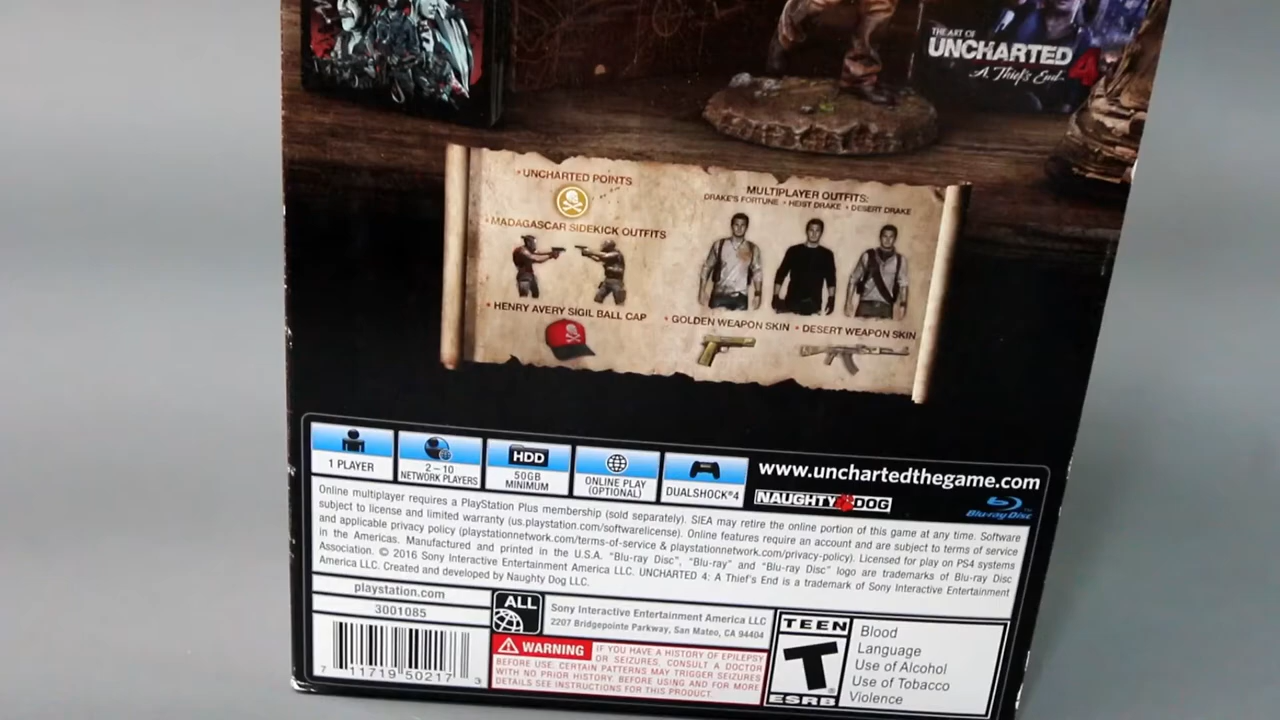 THE ART OF
UNCHARTED 4
A Thief's End
• UNCHARTED POINTS
• MADAGASCAR SIDEKICK OUTFITS
• HENRY AVERY SIGIL BALL CAP
MULTIPLAYER OUTFITS:
DRAKE'S FORTUNE • HEIST DRAKE • DESERT DRAKE
• GOLDEN WEAPON SKIN • DESERT WEAPON SKIN
1 PLAYER
2 – 10
NETWORK PLAYERS
HDD
50GB
MINIMUM
ONLINE PLAY
(OPTIONAL)
DUALSHOCK®4
www.unchartedthegame.com
NAUGHTY DOG
Blu-ray Disc
Online multiplayer requires a PlayStation Plus membership (sold separately). SIEA may retire the online portion of this game at any time. Software
subject to license and limited warranty (us.playstation.com/softwarelicense). Online features require an account and are subject to terms of service
and applicable privacy policy (playstationnetwork.com/terms-of-service & playstationnetwork.com/privacy-policy). Licensed for play on PS4 systems
in the Americas. Manufactured and printed in the U.S.A. "Blu-ray Disc", "Blu-ray" and "Blu-ray Disc" logo are trademarks of Blu-ray Disc
Association. © 2016 Sony Interactive Entertainment America LLC. UNCHARTED 4: A Thief's End is a trademark of Sony Interactive Entertainment
America LLC. Created and developed by Naughty Dog LLC.
playstation.com
3001085
7 11719 50217 3
ALL
Sony Interactive Entertainment America LLC
2207 Bridgepointe Parkway, San Mateo, CA 94404
WARNING IF YOU HAVE A HISTORY OF EPILEPSY
OR SEIZURES, CONSULT A DOCTOR
BEFORE USE. CERTAIN PATTERNS MAY TRIGGER SEIZURES
WITH NO PRIOR HISTORY. BEFORE USING AND FOR MORE
DETAILS SEE INSTRUCTIONS FOR THIS PRODUCT.
TEEN
T
ESRB
Blood
Language
Use of Alcohol
Use of Tobacco
Violence